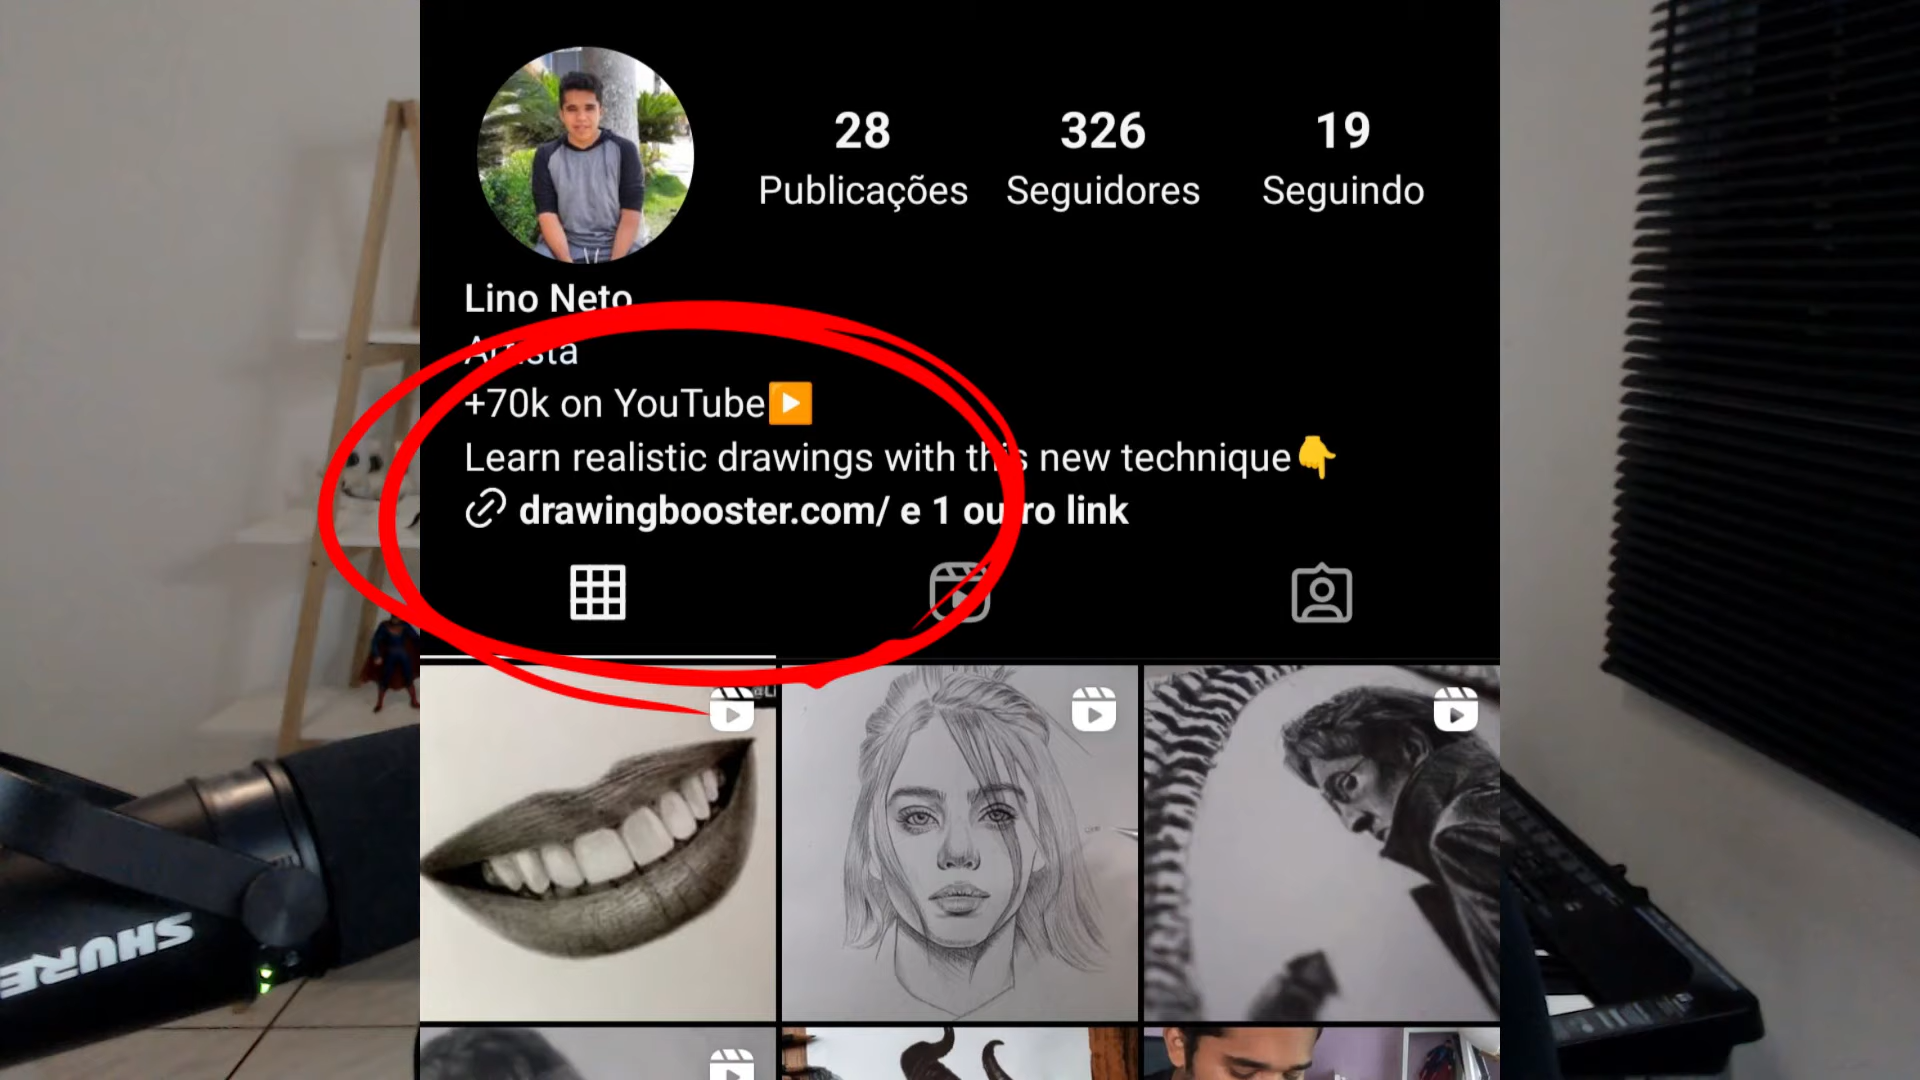 28 326 19
Publicações Seguidores Seguindo
Lino Neto
Artista
+70k on YouTube
Learn realistic drawings with this new technique
drawingbooster.com/ e 1 outro link
SHURE